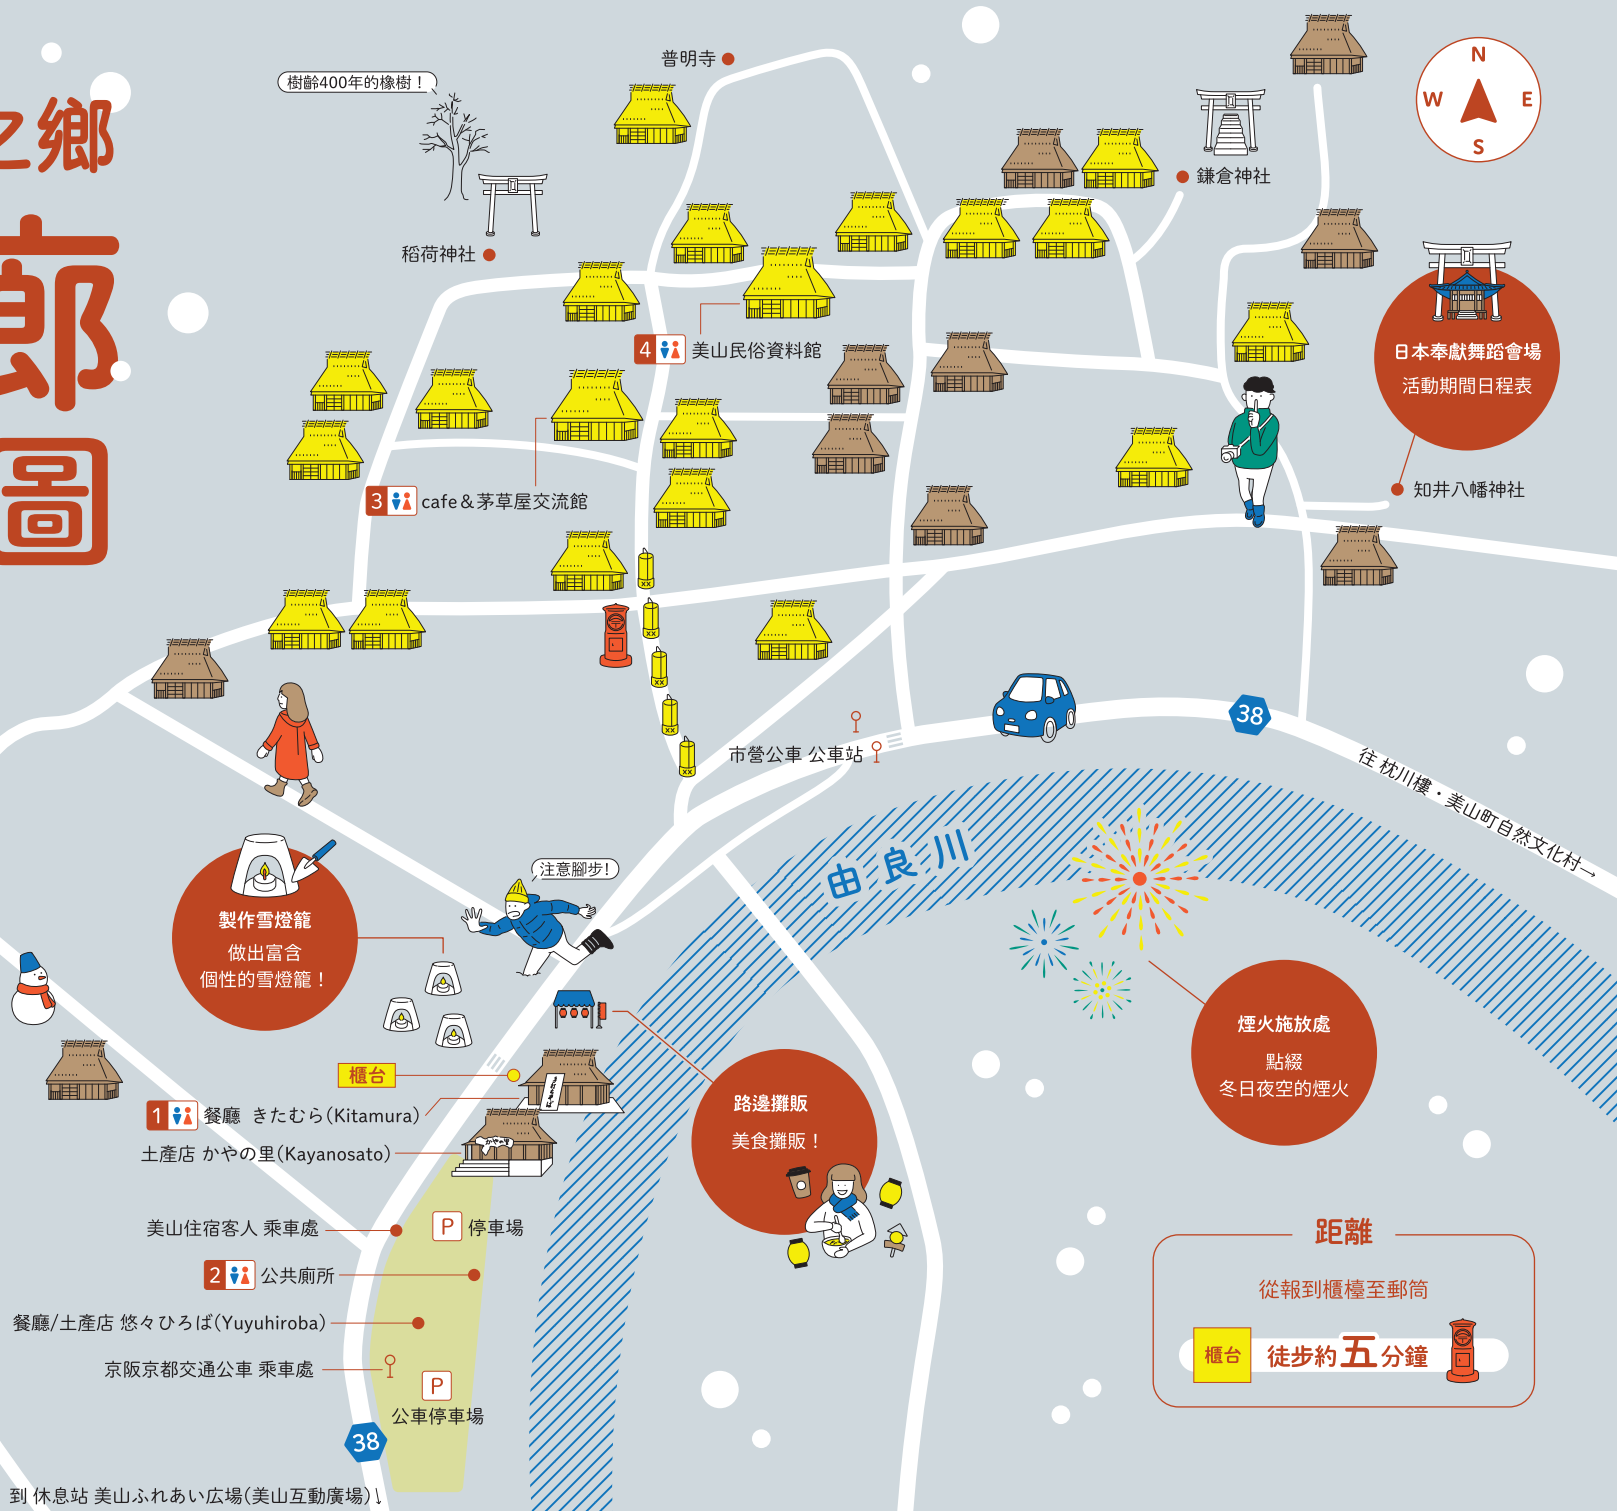 之鄉
廊
圖
樹齡400年的橡樹！
普明寺
稻荷神社
鎌倉神社
N
W
E
S
4
美山民俗資料館
3
cafe＆茅草屋交流館
日本奉獻舞蹈會場
活動期間日程表
知井八幡神社
市營公車 公車站
38
往 枕川樓・美山町自然文化村→
由良川
注意腳步！
製作雪燈籠
做出富含
個性的雪燈籠！
櫃台
1
餐廳 きたむら(Kitamura)
土產店 かやの里(Kayanosato)
かやの里
美山住宿客人 乘車處
P 停車場
2
公共廁所
餐廳/土產店 悠々ひろば(Yuyuhiroba)
京阪京都交通公車 乘車處
P
公車停車場
38
到 休息站 美山ふれあい広場(美山互動廣場)↓
路邊攤販
美食攤販！
煙火施放處
點綴
冬日夜空的煙火
距離
從報到櫃檯至郵筒
櫃台 徒步約五分鐘